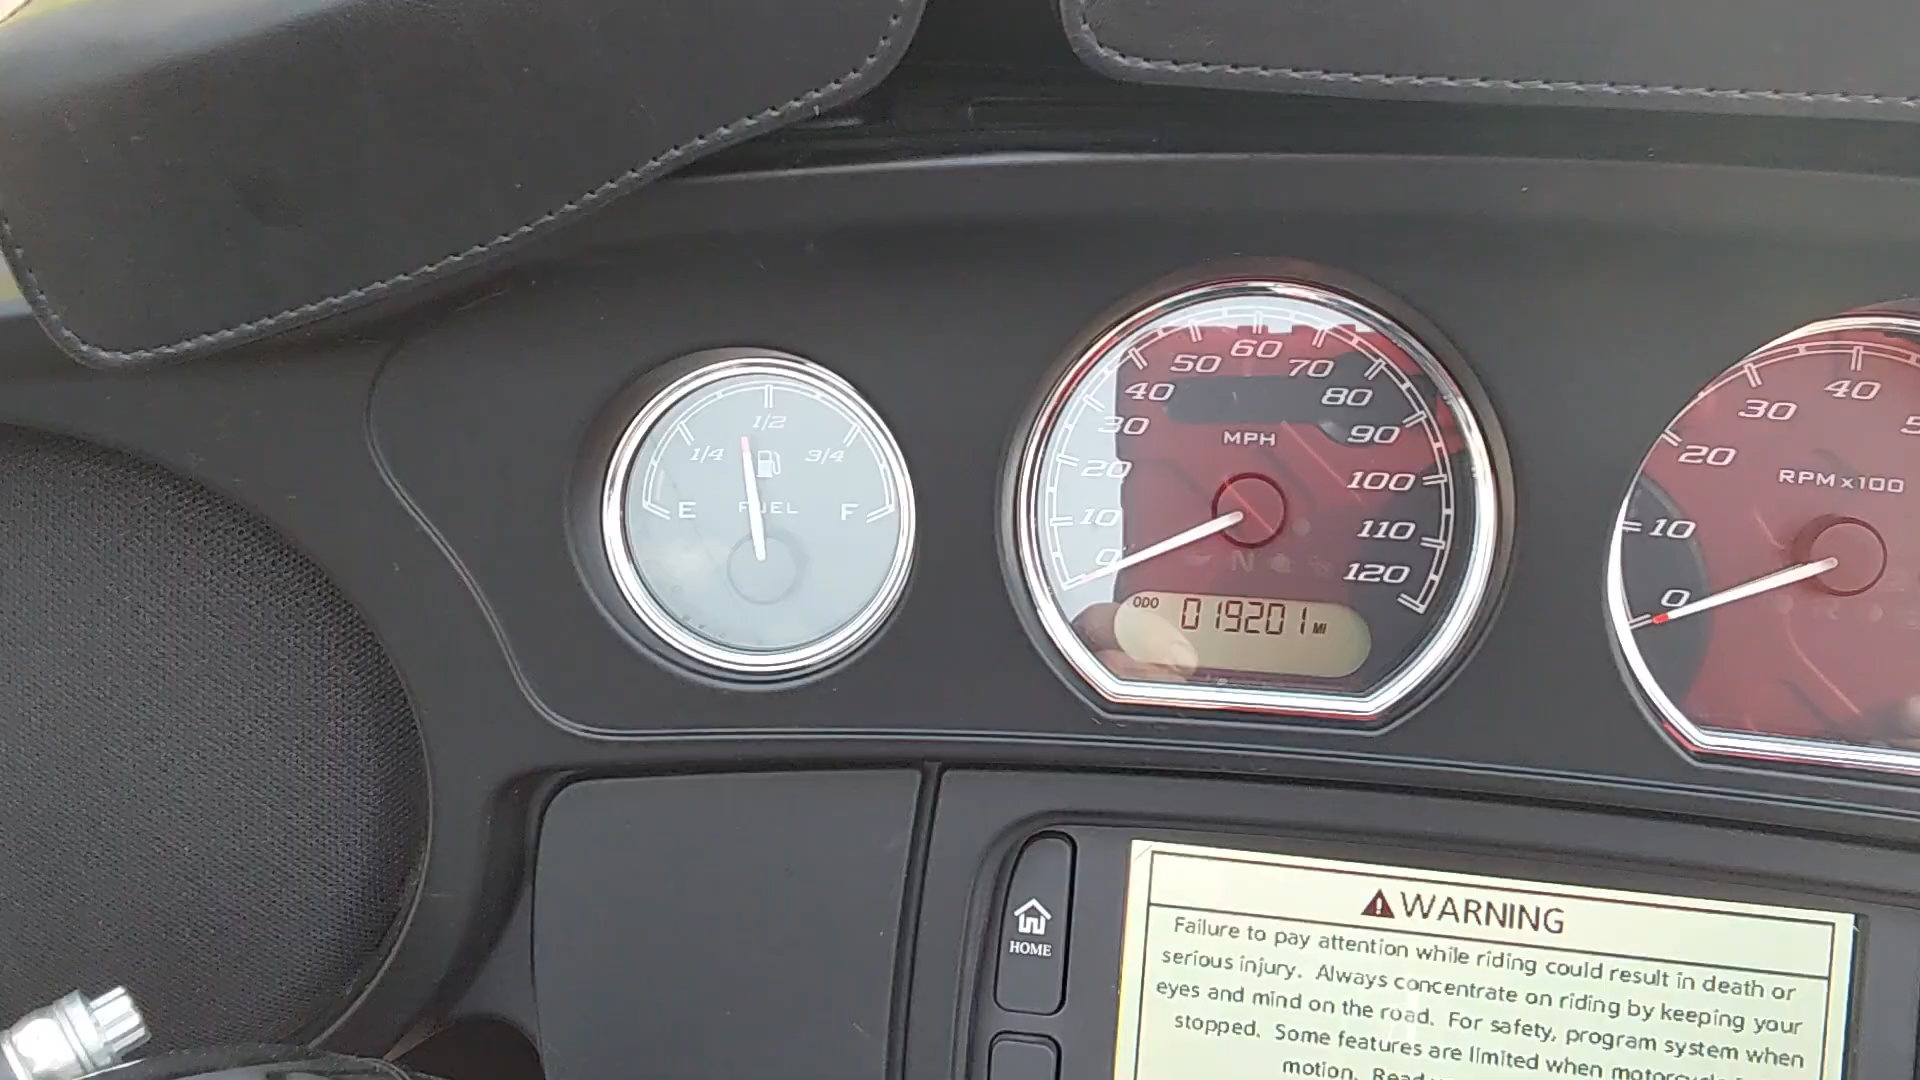 1/2
1/4
3/4
E
FUEL
F
0
10
20
30
40
50
60
70
80
90
100
110
120
MPH
N
ODO 019201 MI
0
10
20
30
40
RPM x100
HOME
WARNING
Failure to pay attention while riding could result in death or
serious injury. Always concentrate on riding by keeping your
eyes and mind on the road. For safety, program system when
stopped. Some features are limited when
motion.